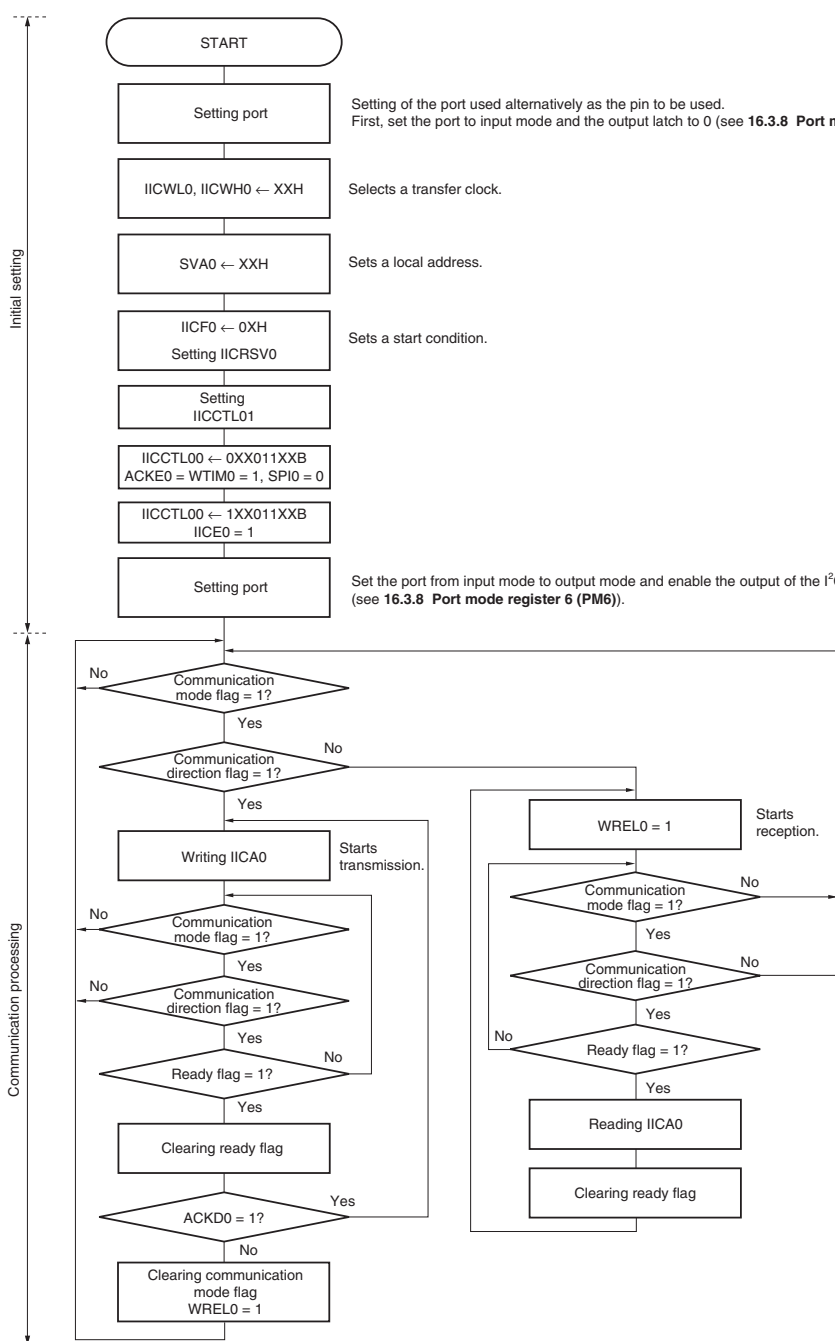 START
Setting port
Setting of the port used alternatively as the pin to be used.
First, set the port to input mode and the output latch to 0 (see 16.3.8 Port
IICWL0, IICWH0 ← XXH
Selects a transfer clock.
SVA0 ← XXH
Sets a local address.
IICF0 ← 0XH
Setting IICRSV0
Sets a start condition.
Setting
IICCTL01
IICCTL00 ← 0XX011XXB
ACKE0 = WTIM0 = 1, SPI0 = 0
IICCTL00 ← 1XX011XXB
IICE0 = 1
Setting port
Set the port from input mode to output mode and enable the output of the
(see 16.3.8 Port mode register 6 (PM6)).
Initial setting
Communication processing
No
Communication
mode flag = 1?
Yes
Communication
direction flag = 1?
No
Yes
Writing IICA0
Starts
transmission.
No
Communication
mode flag = 1?
Yes
No
Communication
direction flag = 1?
Yes
Ready flag = 1?
No
Yes
Clearing ready flag
ACKD0 = 1?
Yes
No
Clearing communication
mode flag
WREL0 = 1
WREL0 = 1
Starts
reception.
Communication
mode flag = 1?
No
Yes
Communication
direction flag = 1?
No
Yes
No
Ready flag = 1?
Yes
Reading IICA0
Clearing ready flag